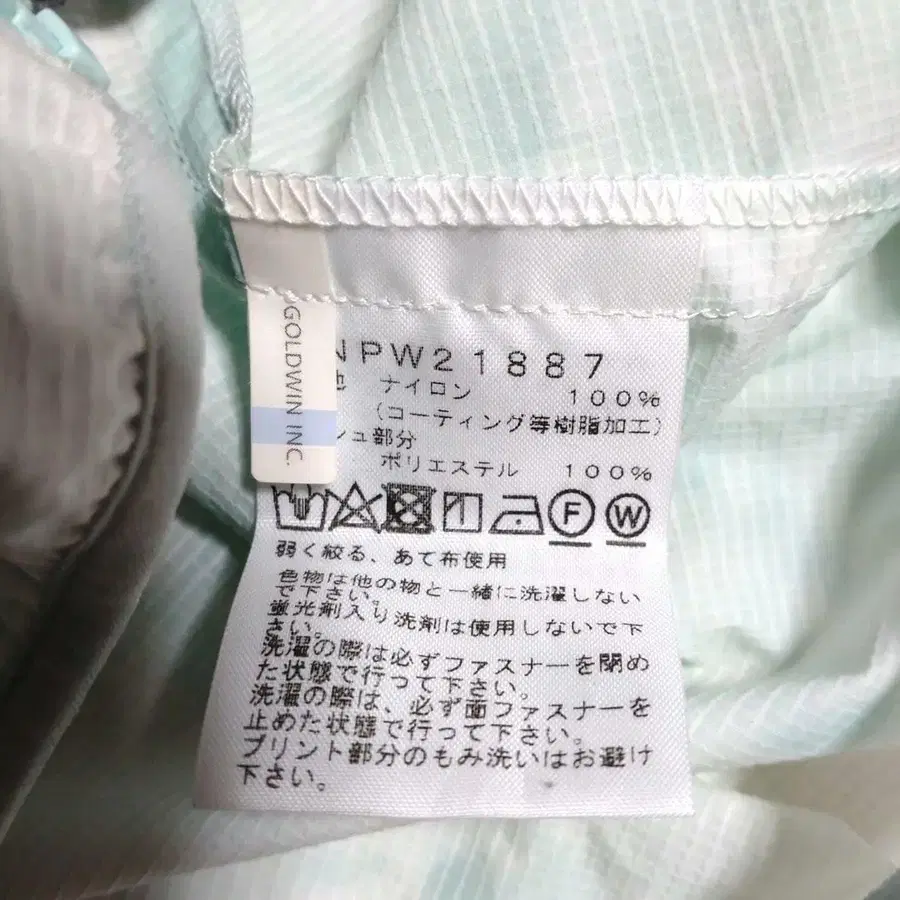 GOLDWIN INC.
NPW21887
地 ナイロン 100%
(コーティング等樹脂加工)
シュ部分
ポリエステル 100%
F W
弱く絞る、あて布使用
色物は他の物と一緒に洗濯しない
で下さい。
蛍光剤入り洗剤は使用しないで下
さい。
洗濯の際は必ずファスナーを閉め
た状態で行って下さい。
洗濯の際は、必ず面ファスナーを
止めた状態で行って下さい。
プリント部分のもみ洗いはお避け
下さい。